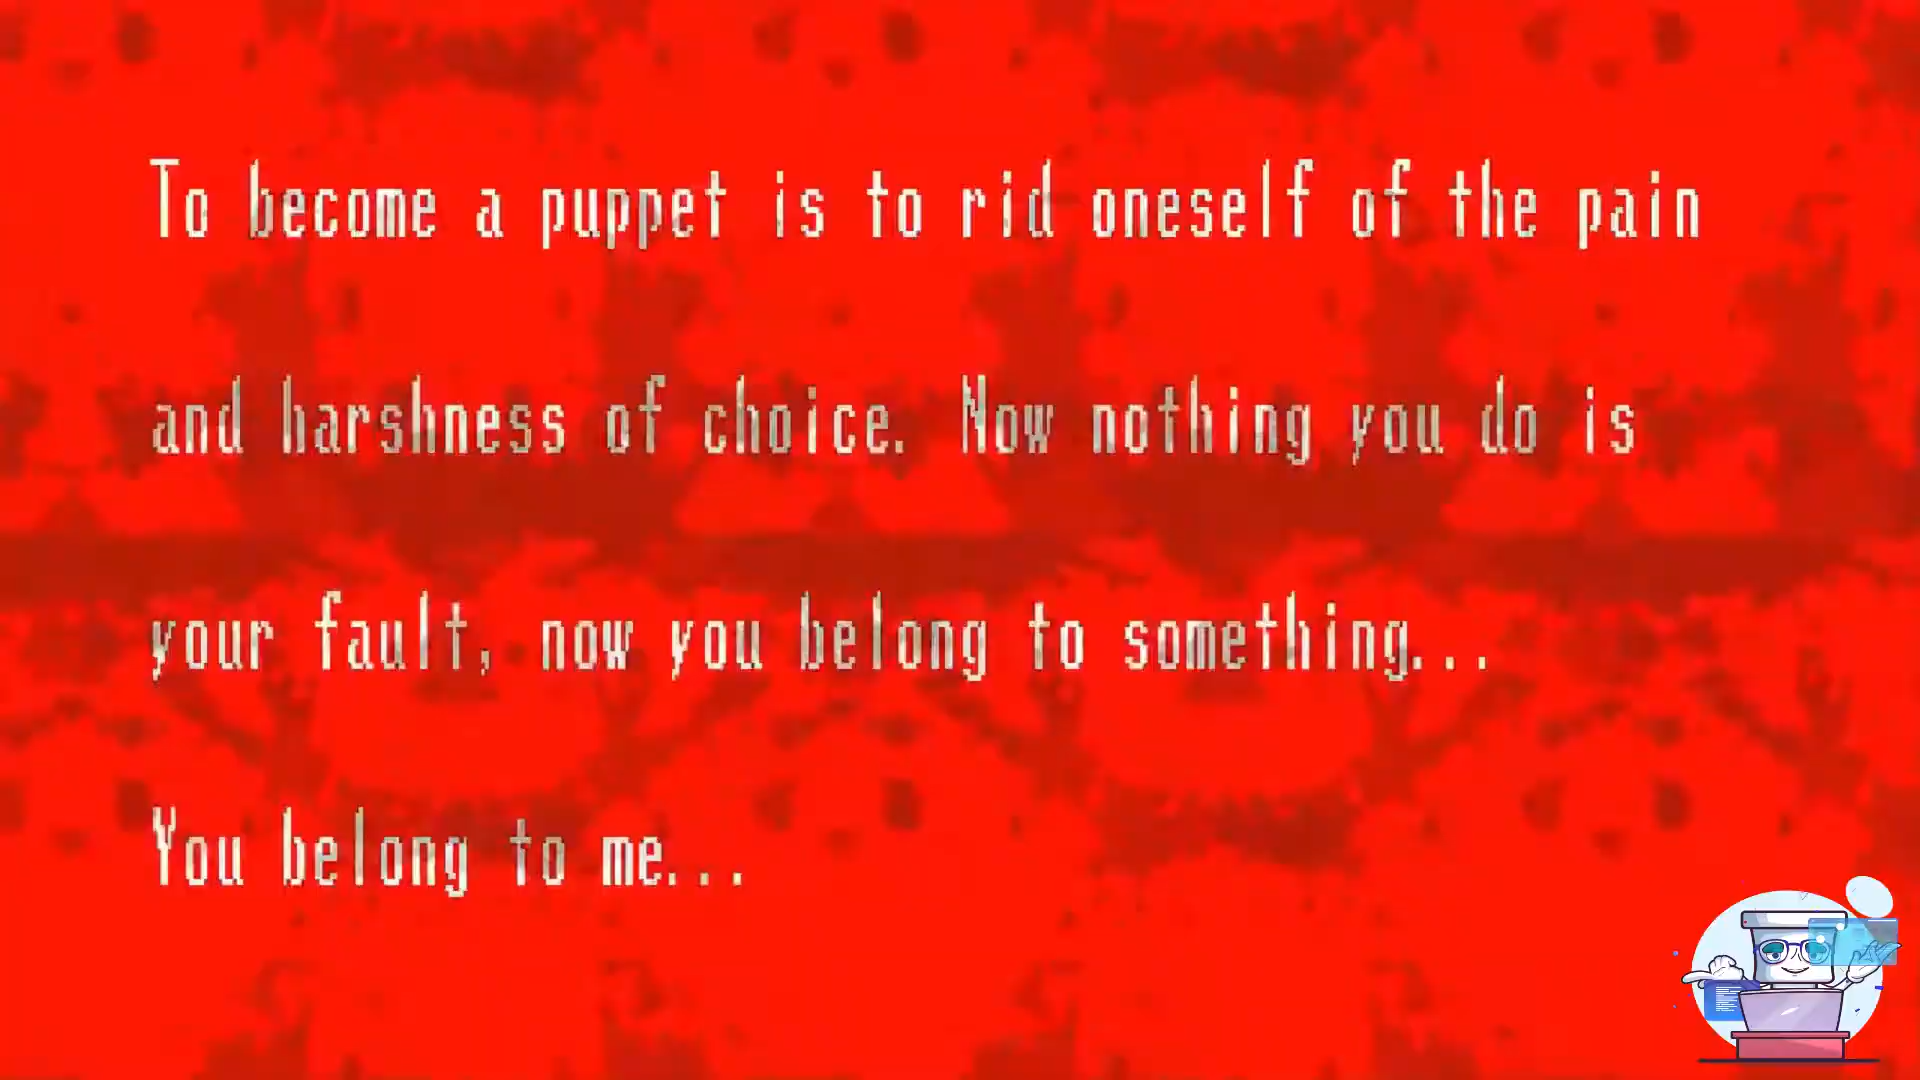 To become a puppet is to rid oneself of the pain
and harshness of choice. Now nothing you do is
your fault, now you belong to something...
You belong to me...